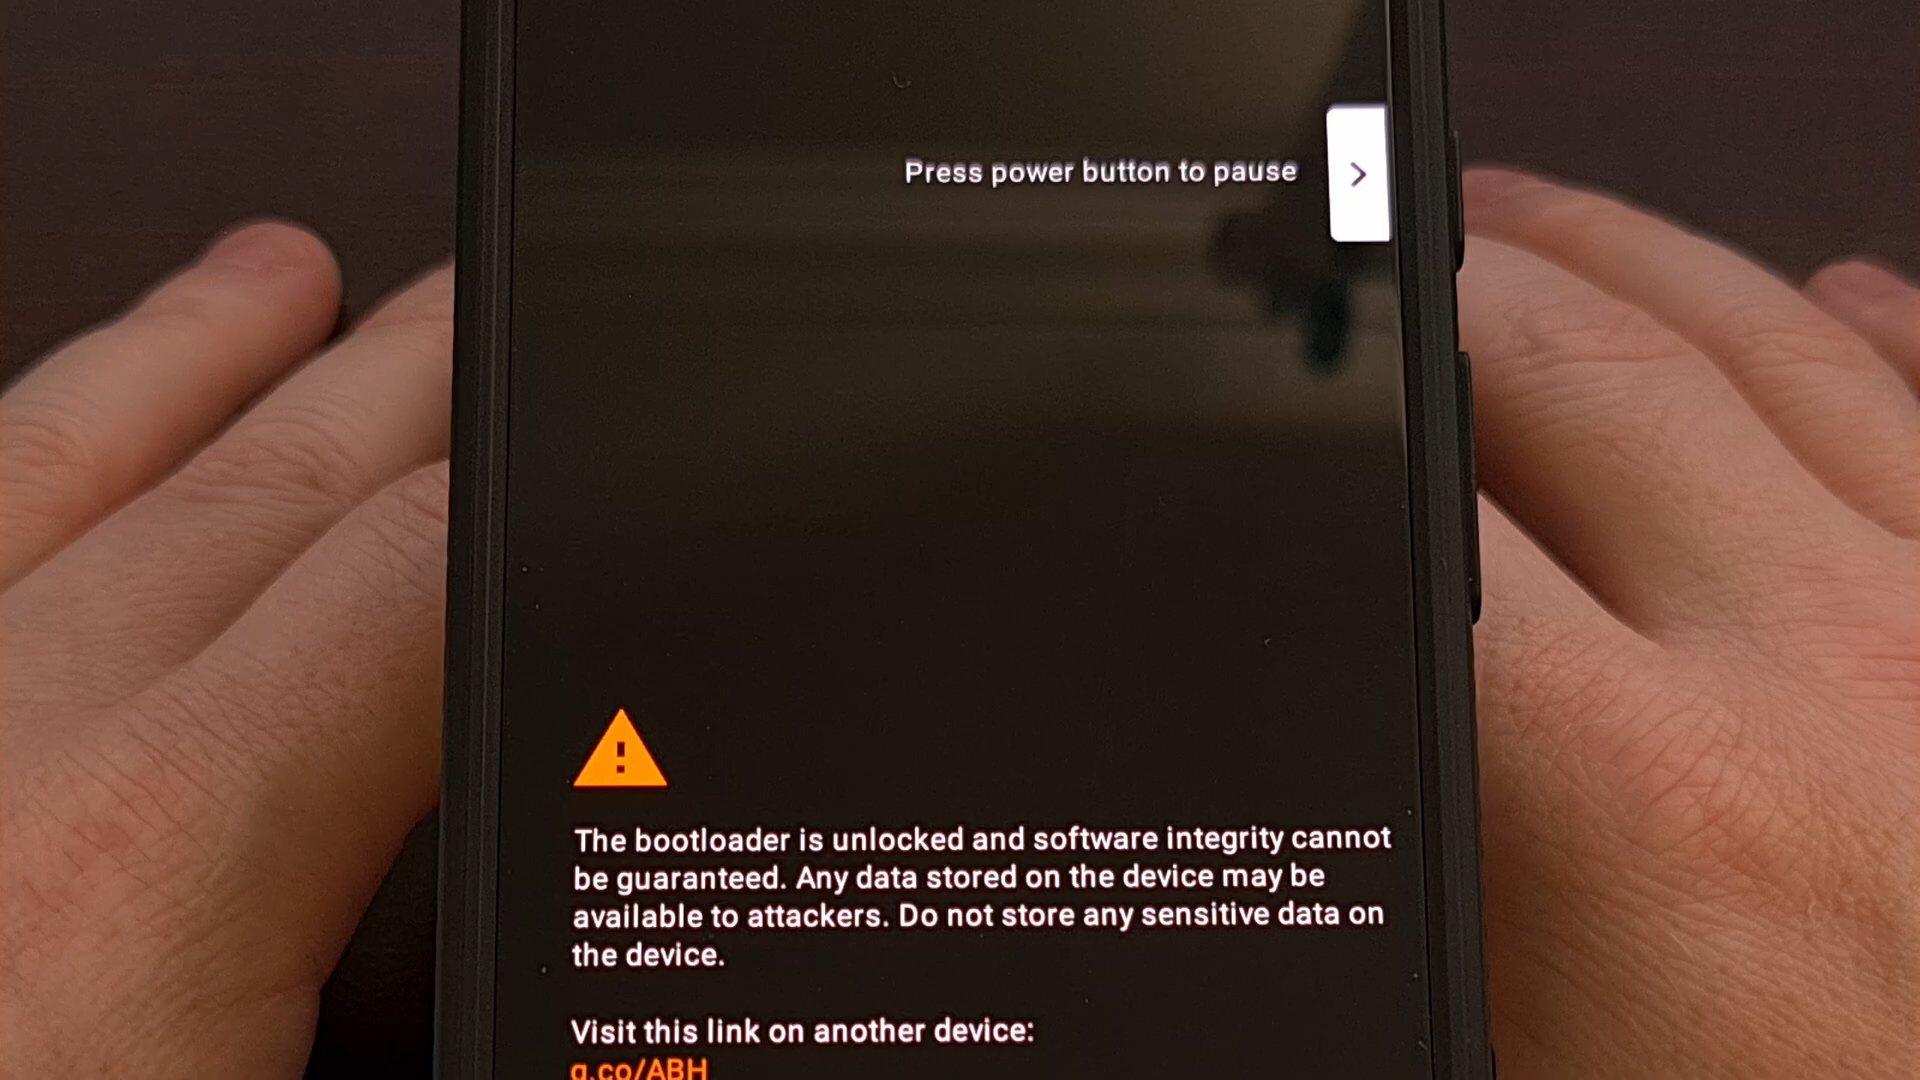 Press power button to pause
The bootloader is unlocked and software integrity cannot
be guaranteed. Any data stored on the device may be
available to attackers. Do not store any sensitive data on
the device.
Visit this link on another device:
g.co/ABH